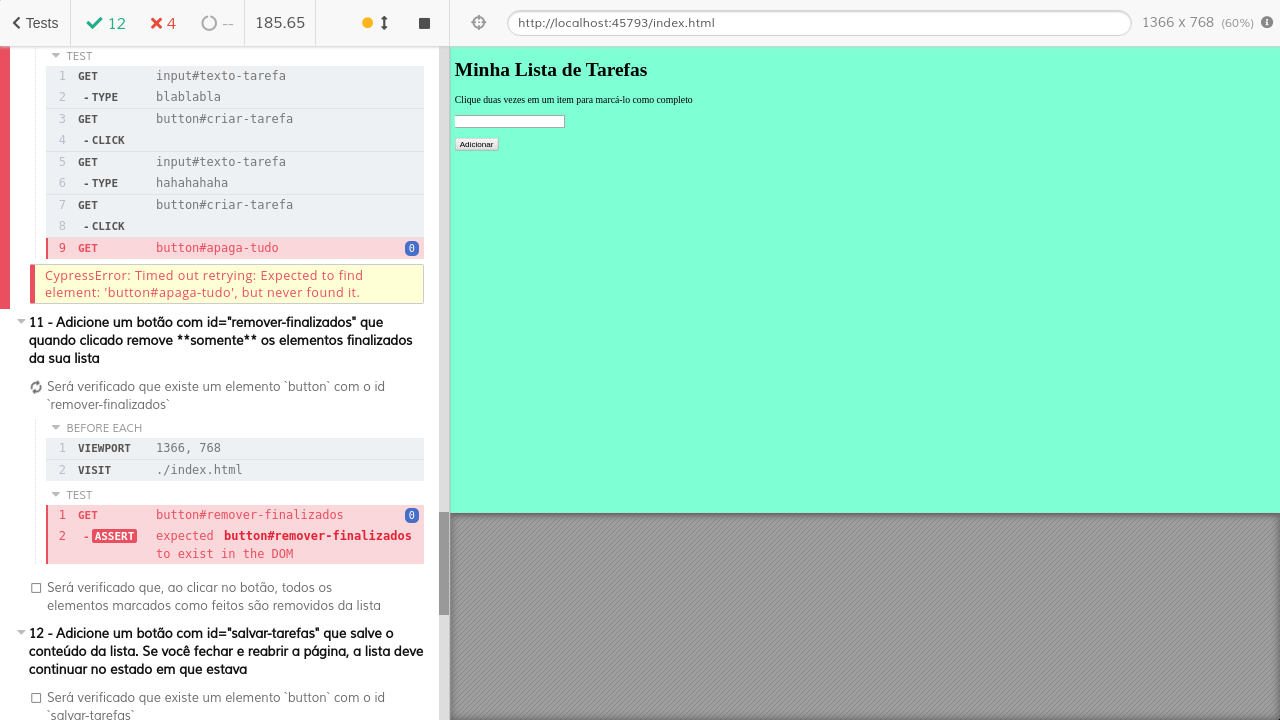 Tests 12 4 -- 185.65 http://localhost:45793/index.html 1366 x 768 (60%)
TEST
1 GET input#texto-tarefa
2 - TYPE blablabla
3 GET button#criar-tarefa
4 - CLICK
5 GET input#texto-tarefa
6 - TYPE hahahahaha
7 GET button#criar-tarefa
8 - CLICK
9 GET button#apaga-tudo 0
CypressError: Timed out retrying: Expected to find
element: 'button#apaga-tudo', but never found it.
11 - Adicione um botão com id="remover-finalizados" que
quando clicado remove **somente** os elementos finalizados
da sua lista
Será verificado que existe um elemento `button` com o id
`remover-finalizados`
BEFORE EACH
1 VIEWPORT 1366, 768
2 VISIT ./index.html
TEST
1 GET button#remover-finalizados 0
2 - ASSERT expected button#remover-finalizados
to exist in the DOM
Será verificado que, ao clicar no botão, todos os
elementos marcados como feitos são removidos da lista
12 - Adicione um botão com id="salvar-tarefas" que salve o
conteúdo da lista. Se você fechar e reabrir a página, a lista deve
continuar no estado em que estava
Será verificado que existe um elemento `button` com o id
`salvar-tarefas`
Minha Lista de Tarefas
Clique duas vezes em um item para marcá-lo como completo
Adicionar